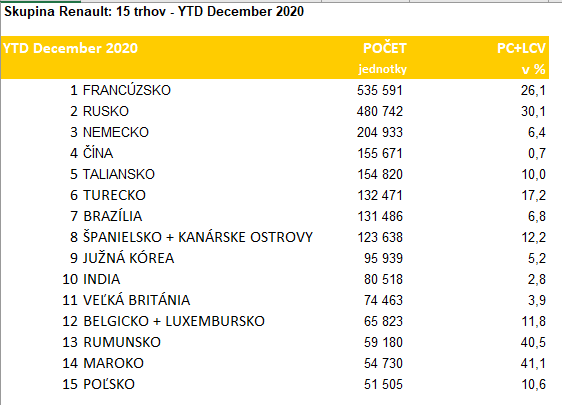 Skupina Renault: 15 trhov - YTD December 2020
YTD December 2020 POČET PC+LCV
jednotky v %
1 FRANCÚZSKO 535 591 26,1
2 RUSKO 480 742 30,1
3 NEMECKO 204 933 6,4
4 ČÍNA 155 671 0,7
5 TALIANSKO 154 820 10,0
6 TURECKO 132 471 17,2
7 BRAZÍLIA 131 486 6,8
8 ŠPANIELSKO + KANÁRSKE OSTROVY 123 638 12,2
9 JUŽNÁ KÓREA 95 939 5,2
10 INDIA 80 518 2,8
11 VEĽKÁ BRITÁNIA 74 463 3,9
12 BELGICKO + LUXEMBURSKO 65 823 11,8
13 RUMUNSKO 59 180 40,5
14 MAROKO 54 730 41,1
15 POĽSKO 51 505 10,6